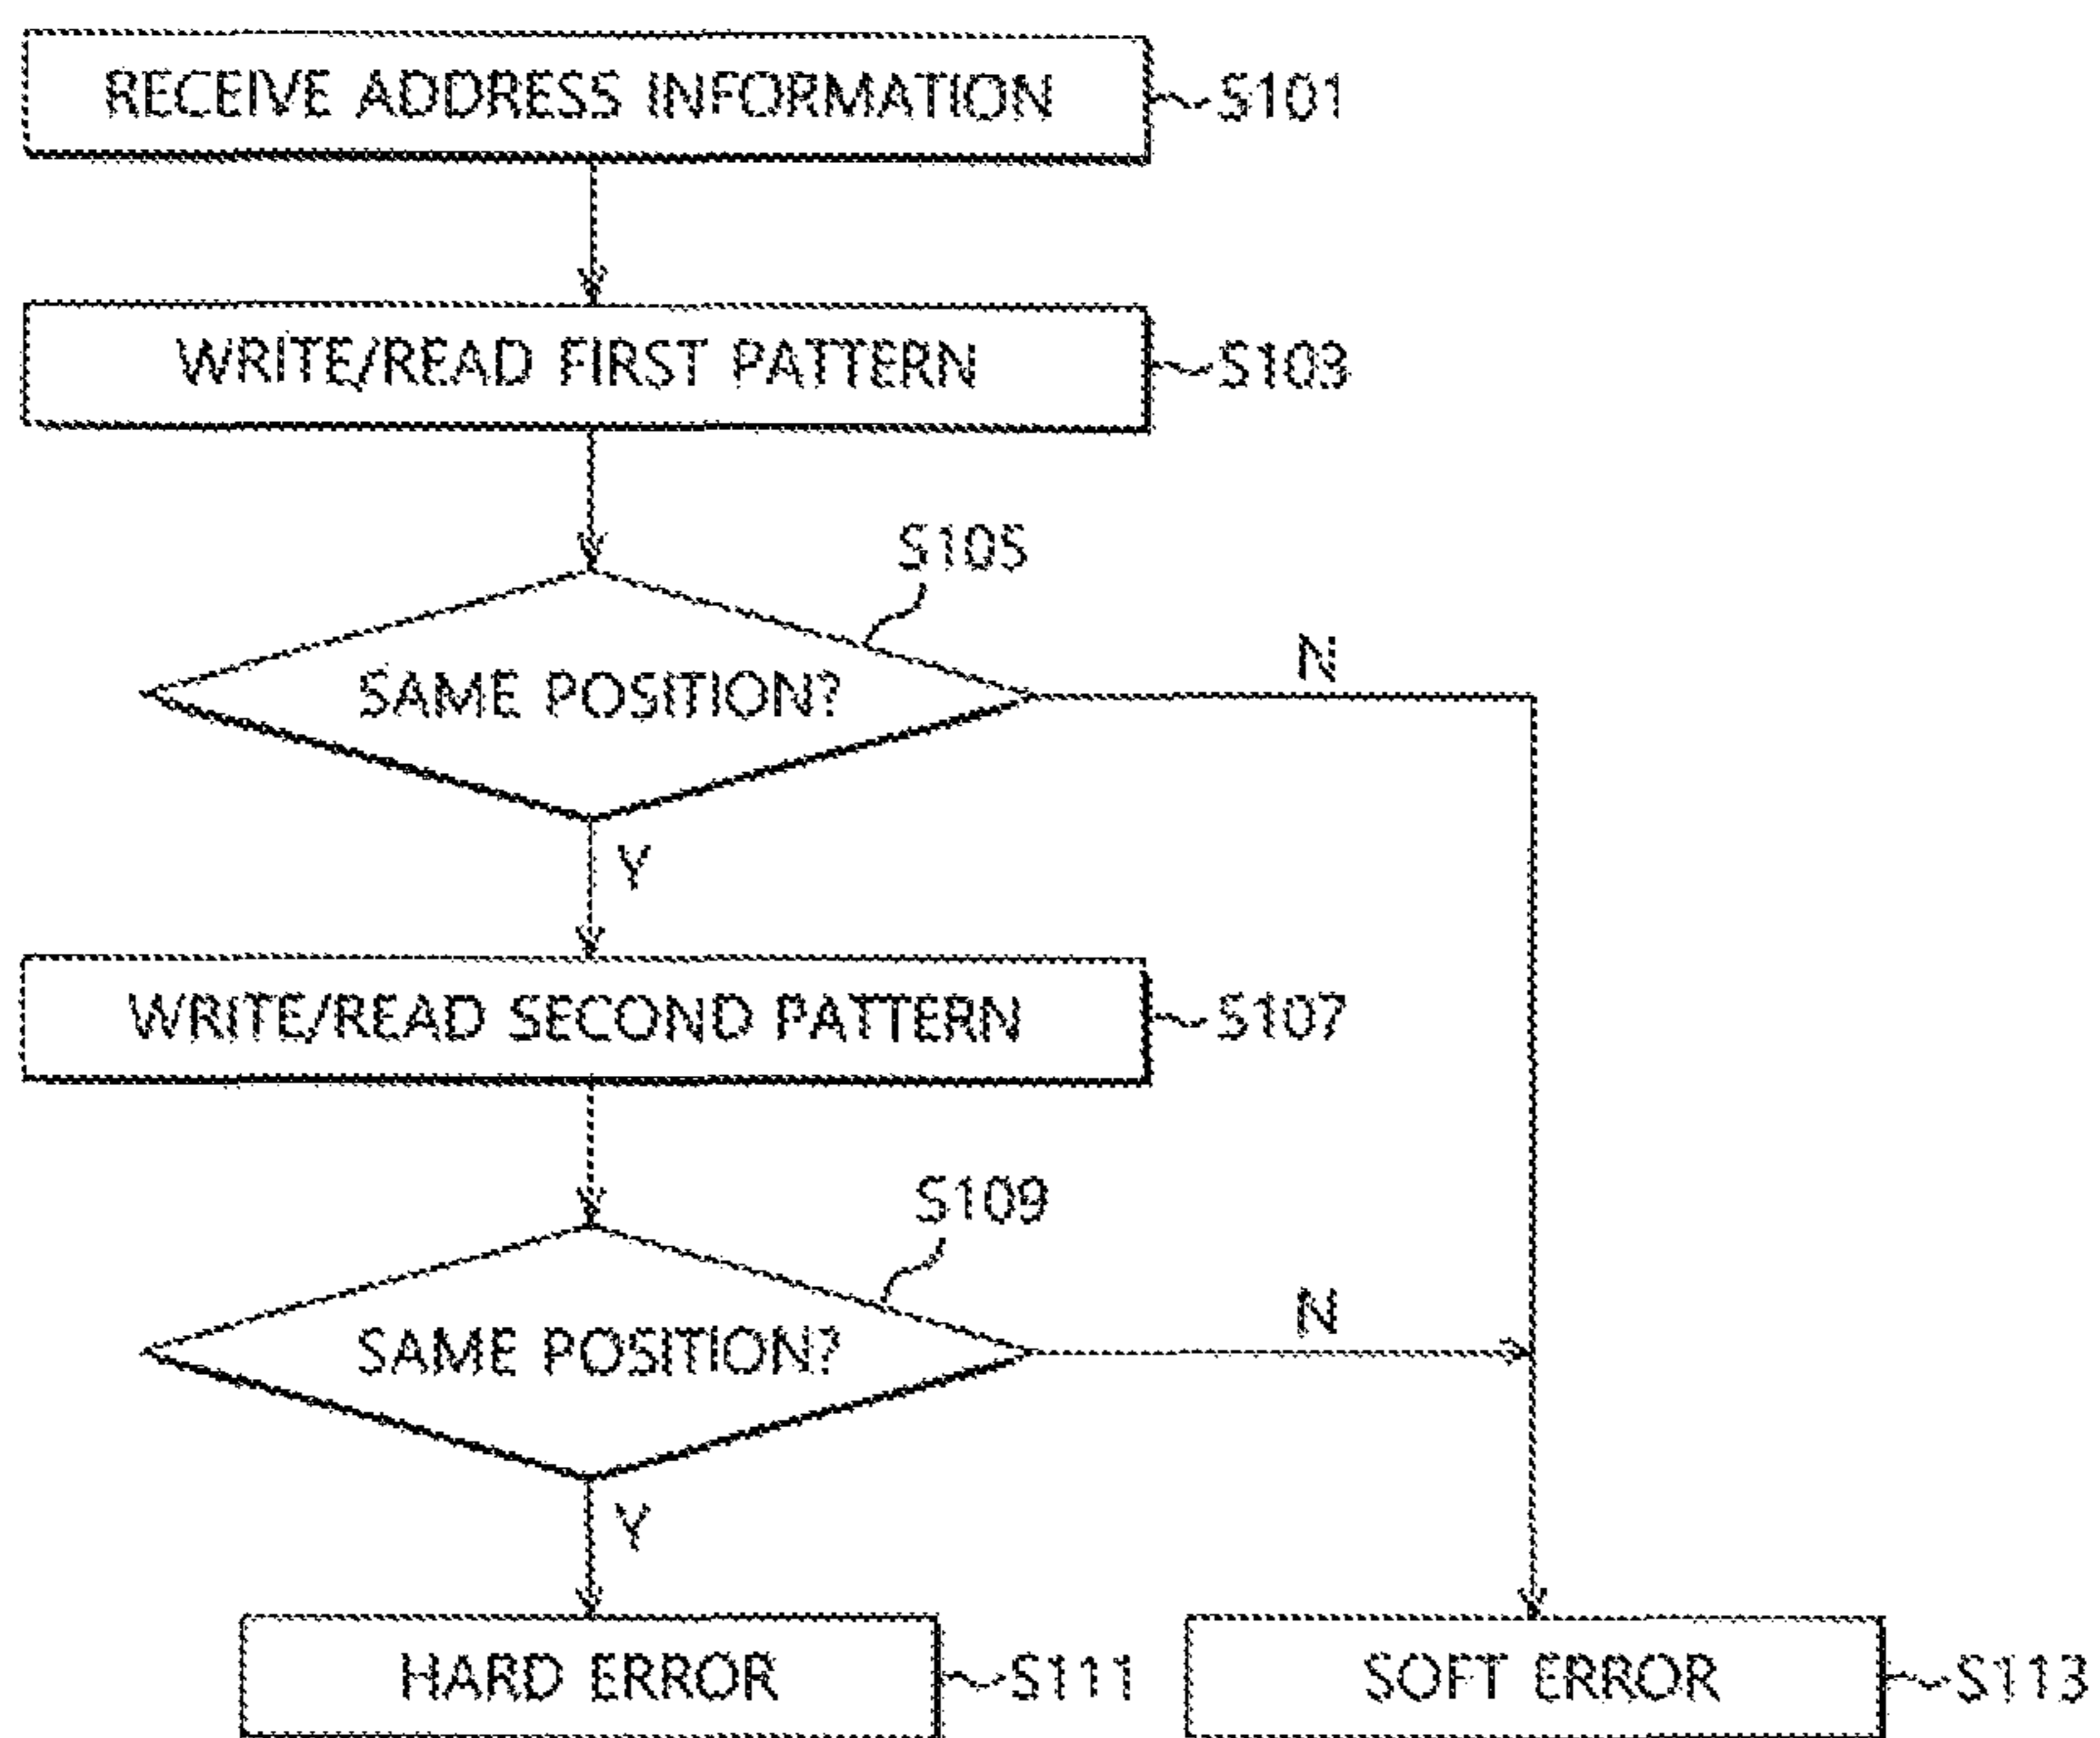 RECEIVE ADDRESS INFORMATION S101
WRITE/READ FIRST PATTERN S103
S105
SAME POSITION? N
Y
WRITE/READ SECOND PATTERN S107
S109
SAME POSITION? N
Y
HARD ERROR S111
SOFT ERROR S113